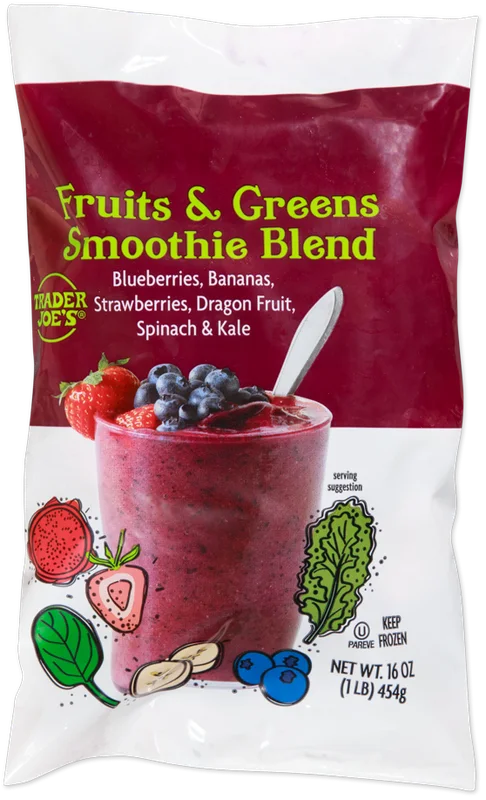 Fruits & Greens
Smoothie Blend
Blueberries, Bananas,
Strawberries, Dragon Fruit,
Spinach & Kale
TRADER
JOE'S®
serving
suggestion
U
PAREVE
KEEP
FROZEN
NET WT. 16 OZ
(1 LB) 454g